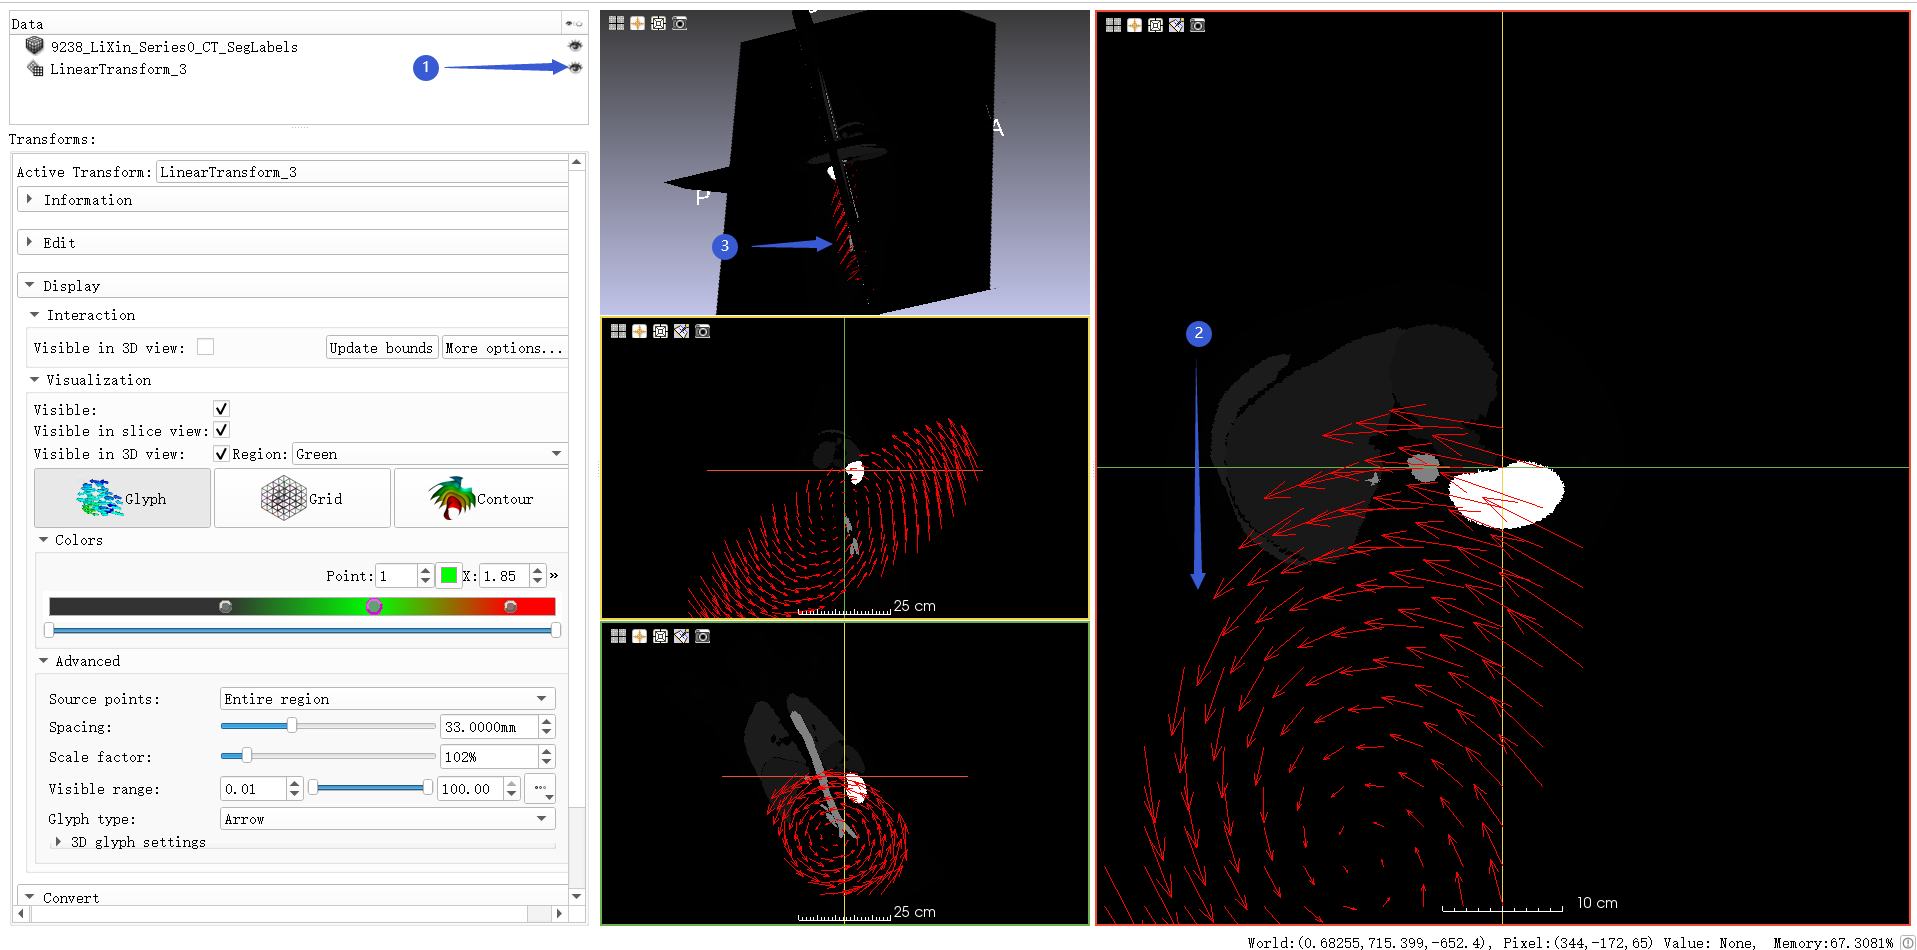 Data
9238_LiXin_Series0_CT_SegLabels
LinearTransform_3
1
Transforms:
Active Transform: LinearTransform_3
Information
Edit
Display
Interaction
Visible in 3D view: Update bounds More options...
Visualization
Visible:
Visible in slice view:
Visible in 3D view: Region: Green
Glyph Grid Contour
Colors
Point: 1 X: 1.85 »
Advanced
Source points: Entire region
Spacing: 33.0000mm
Scale factor: 102%
Visible range: 0.01 100.00
Glyph type: Arrow
3D glyph settings
Convert
A
P
3
25 cm
25 cm
2
10 cm
World:(0.68255,715.399,-652.4), Pixel:(344,-172,65) Value: None, Memory:67.3081%